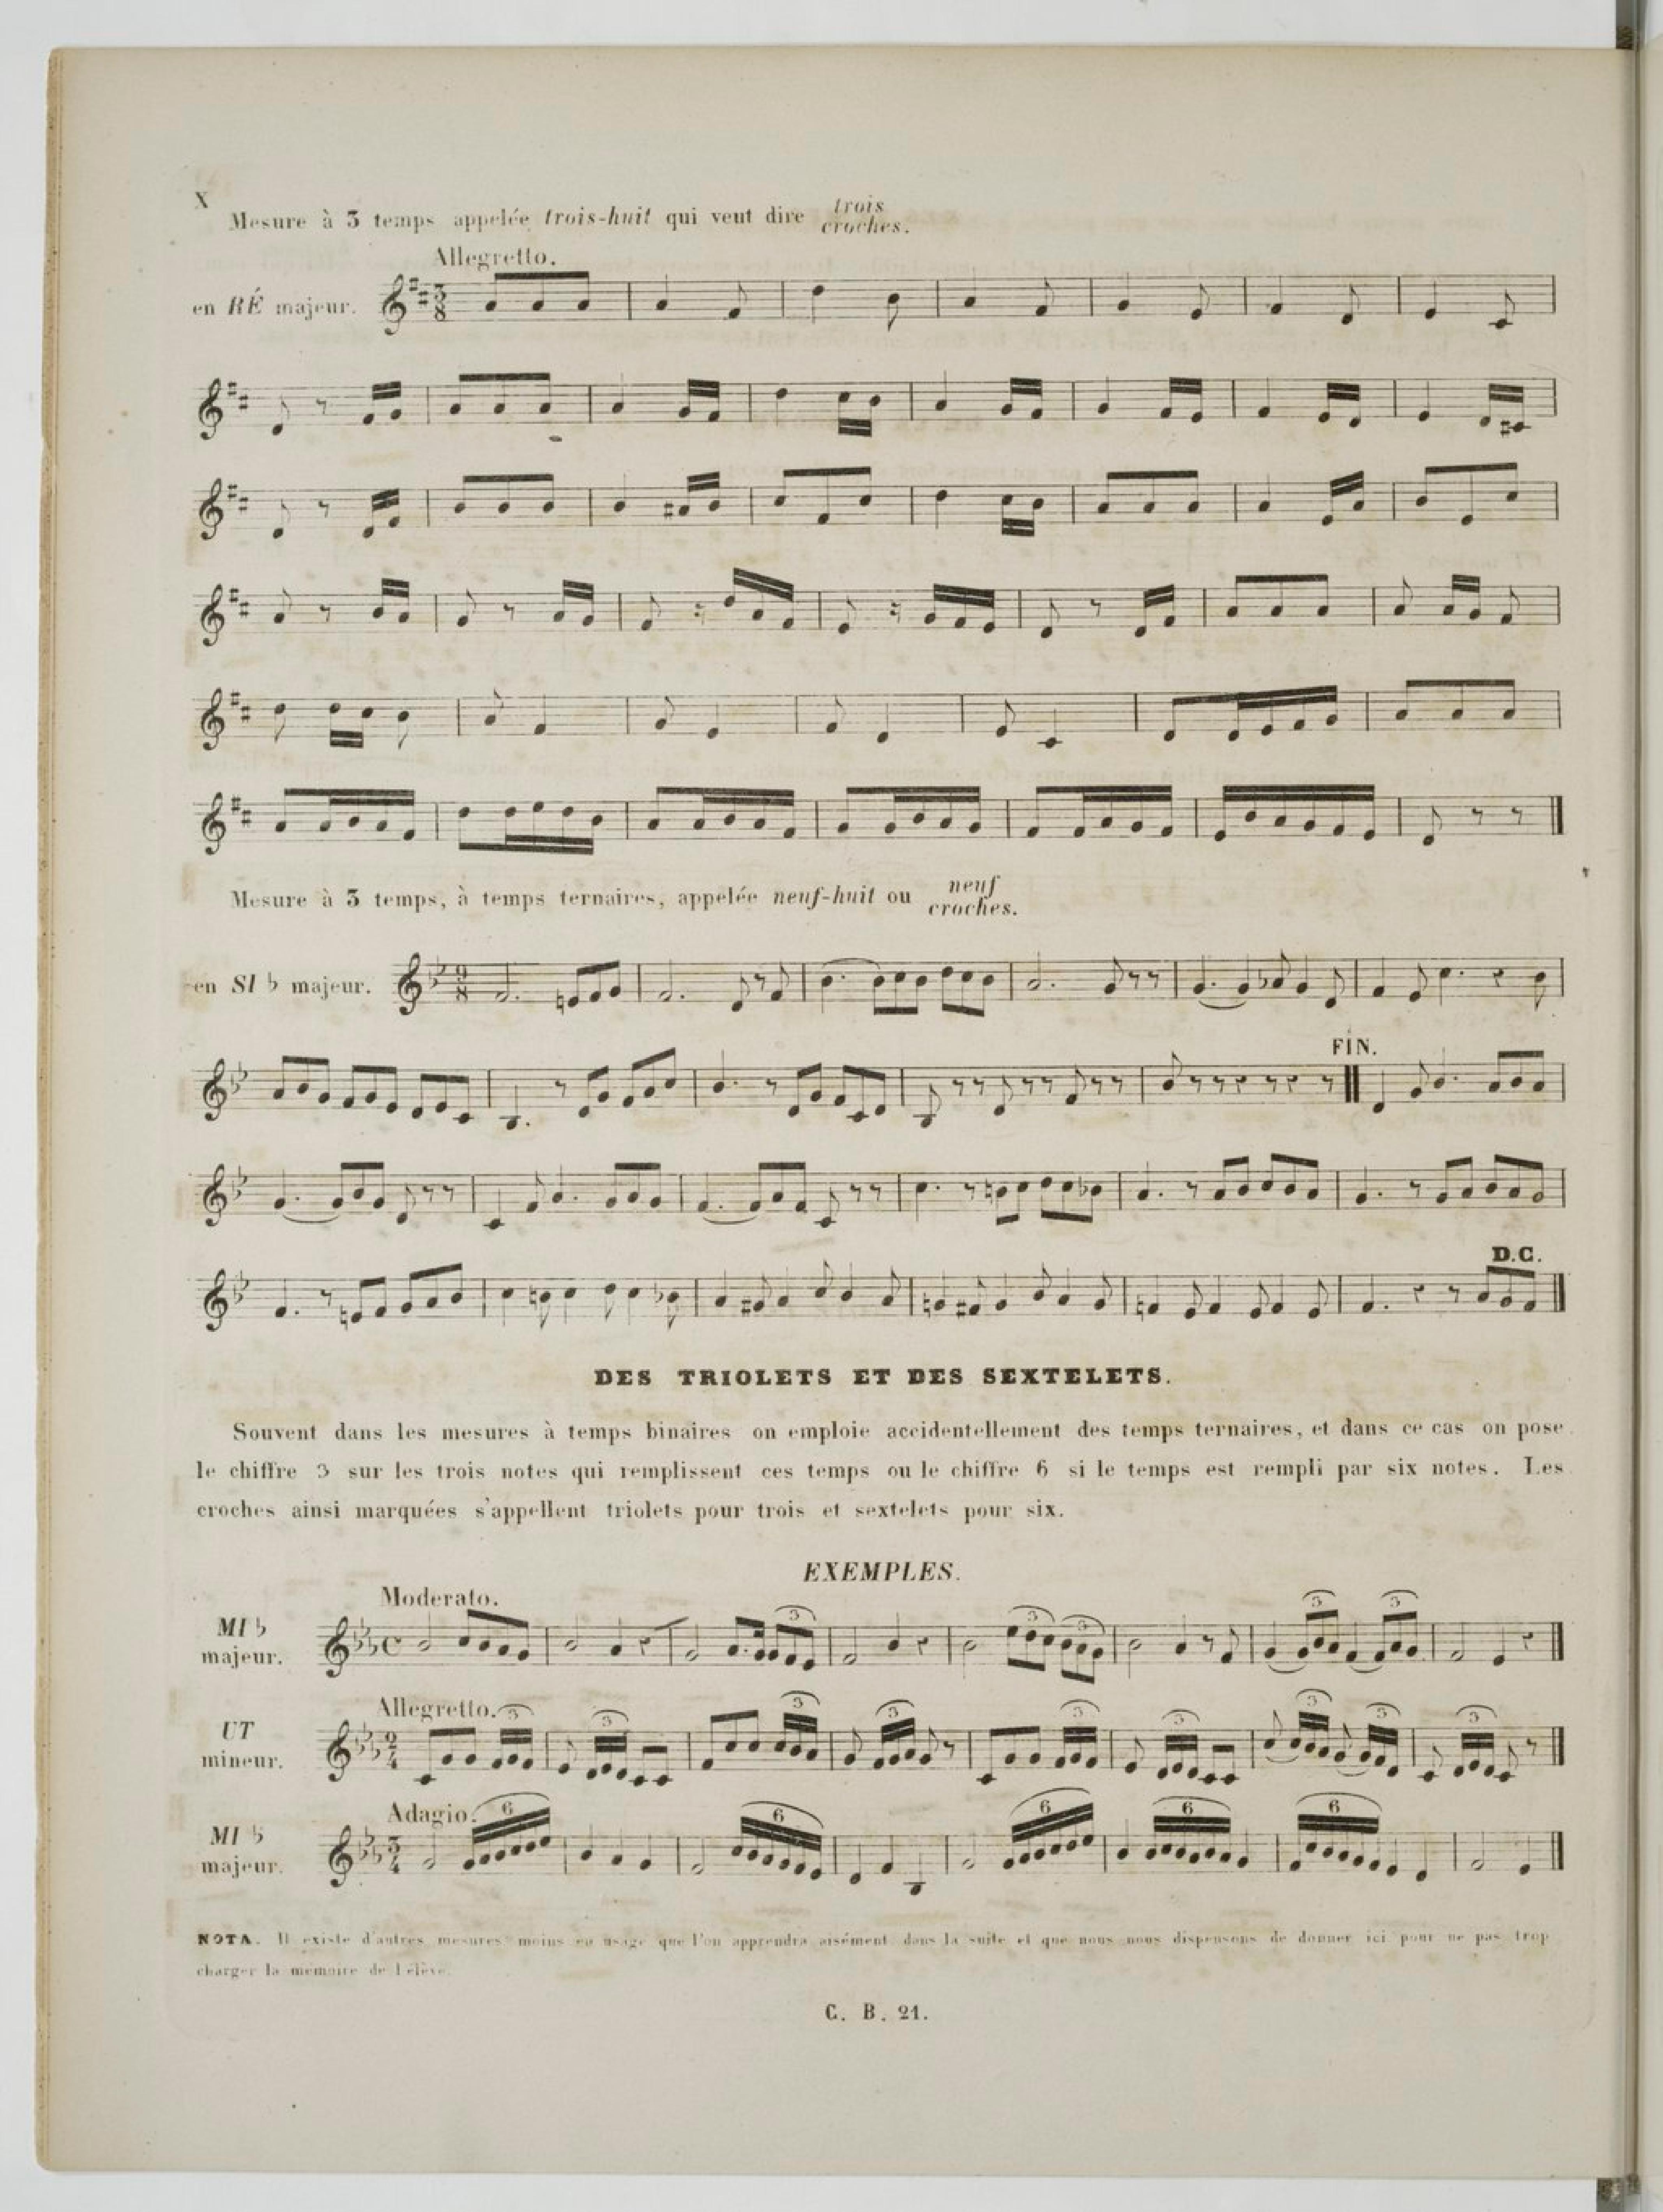 X
Mesure à 3 temps appelée trois-huit qui veut dire trois croches.
Allegretto.
en RÉ majeur.
3 8
Mesure à 3 temps, à temps ternaires, appelée neuf-huit ou neuf croches.
en SI ♭ majeur.
9 8
FIN.
D.C.
DES TRIOLETS ET DES SEXTELETS.
Souvent dans les mesures à temps binaires on emploie accidentellement des temps ternaires, et dans ce cas on pose
le chiffre 3 sur les trois notes qui remplissent ces temps ou le chiffre 6 si le temps est rempli par six notes. Les
croches ainsi marquées s'appellent triolets pour trois et sextelets pour six.
EXEMPLES.
Moderato.
MI ♭ majeur.
3 3 3 3 3
Allegretto.
UT mineur.
2 4
3 3 3 3 3 3 3 3 3
Adagio.
MI ♭ majeur.
3 4
6 6 6 6 6
NOTA. Il existe d'autres mesures moins en usage que l'on apprendra aisément dans la suite et que nous nous dispensons de donner ici pour ne pas trop
charger la mémoire de l'élève.
C. B. 21.